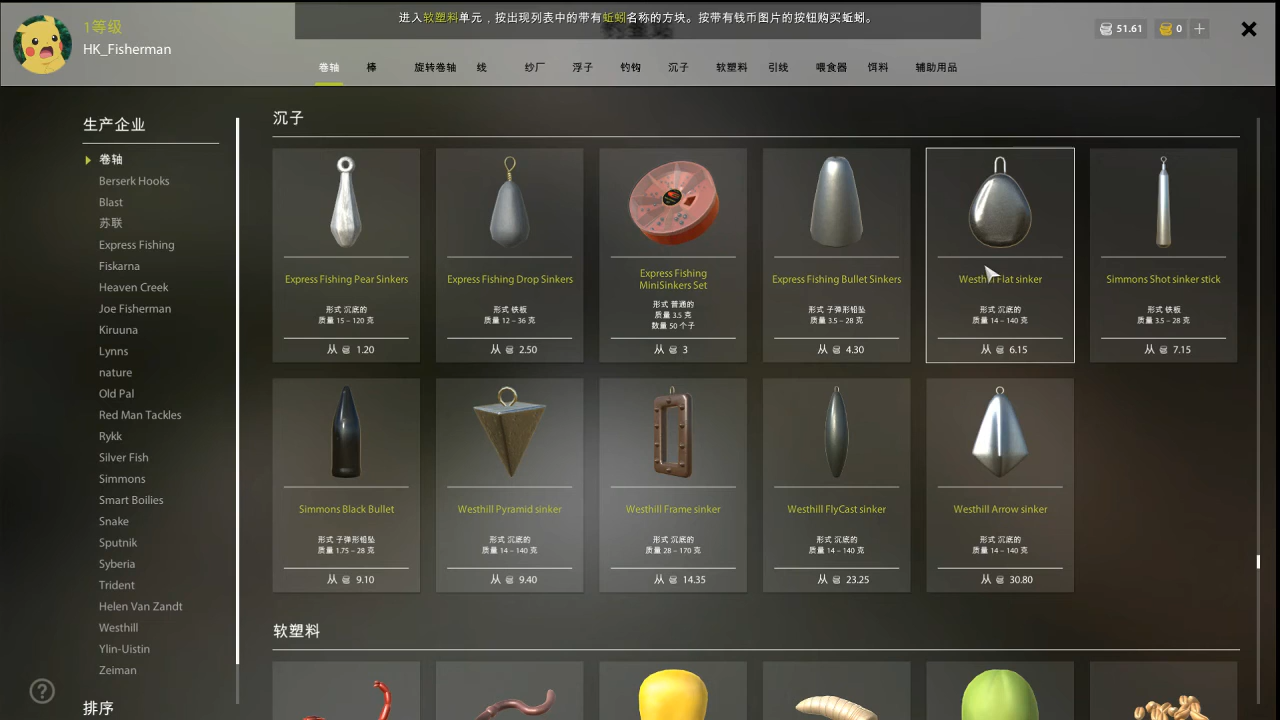 进入软塑料单元，按出现列表中的带有蚯蚓名称的方块。按带有钱币图片的按钮购买蚯蚓。
1等级
HK_Fisherman
51.61
0
卷轴 棒 旋转卷轴 线 纱厂 浮子 钓钩 沉子 软塑料 引线 喂食器 饵料 辅助用品
生产企业
卷轴
Berserk Hooks
Blast
苏联
Express Fishing
Fiskarna
Heaven Creek
Joe Fisherman
Kiruuna
Lynns
nature
Old Pal
Red Man Tackles
Rykk
Silver Fish
Simmons
Smart Boilies
Snake
Sputnik
Syberia
Trident
Helen Van Zandt
Westhill
Ylin-Uistin
Zeiman
排序
沉子
Express Fishing Pear Sinkers
形式 沉底的
质量 15 – 120 克
从 1.20
Express Fishing Drop Sinkers
形式 铁板
质量 12 – 36 克
从 2.50
Express Fishing
MiniSinkers Set
形式 普通的
质量 3.5 克
数量 50 个子
从 3
Express Fishing Bullet Sinkers
形式 子弹形铅坠
质量 3.5 – 28 克
从 4.30
Westhill Flat sinker
形式 沉底的
质量 14 – 140 克
从 6.15
Simmons Shot sinker stick
形式 铁板
质量 3.5 – 28 克
从 7.15
Simmons Black Bullet
形式 子弹形铅坠
质量 1.75 – 28 克
从 9.10
Westhill Pyramid sinker
形式 沉底的
质量 14 – 140 克
从 9.40
Westhill Frame sinker
形式 沉底的
质量 28 – 170 克
从 14.35
Westhill FlyCast sinker
形式 沉底的
质量 14 – 140 克
从 23.25
Westhill Arrow sinker
形式 沉底的
质量 14 – 140 克
从 30.80
软塑料